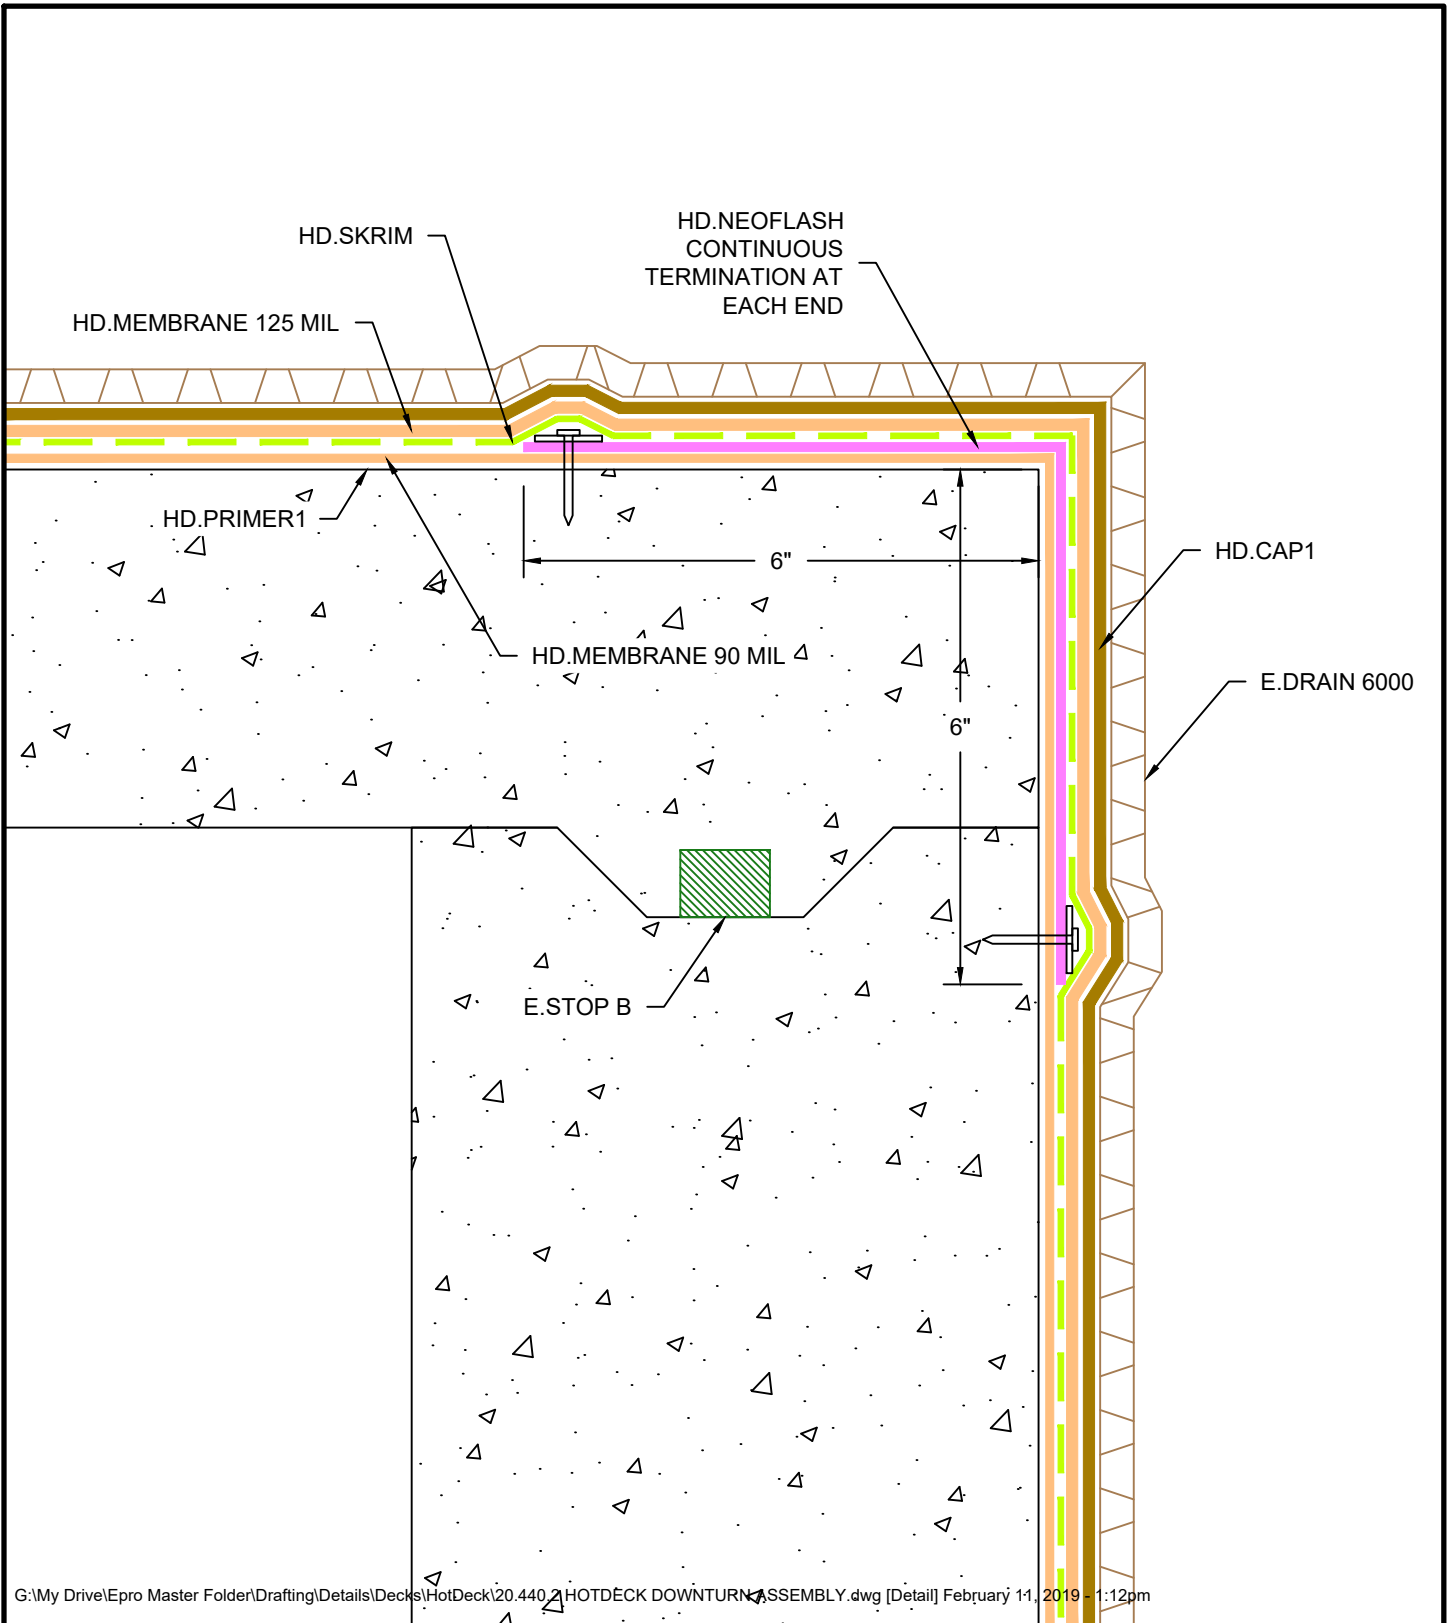 HD.SKRIM
HD.NEOFLASH
CONTINUOUS
TERMINATION AT
EACH END
HD.MEMBRANE 125 MIL
HD.PRIMER1
6"
HD.CAP1
HD.MEMBRANE 90 MIL
E.DRAIN 6000
6"
E.STOP B
G:\My Drive\Epro Master Folder\Drafting\Details\Decks\HotDeck\20.440.2 HOTDECK DOWNTURN ASSEMBLY.dwg [Detail] February 11, 2019 - 1:12pm